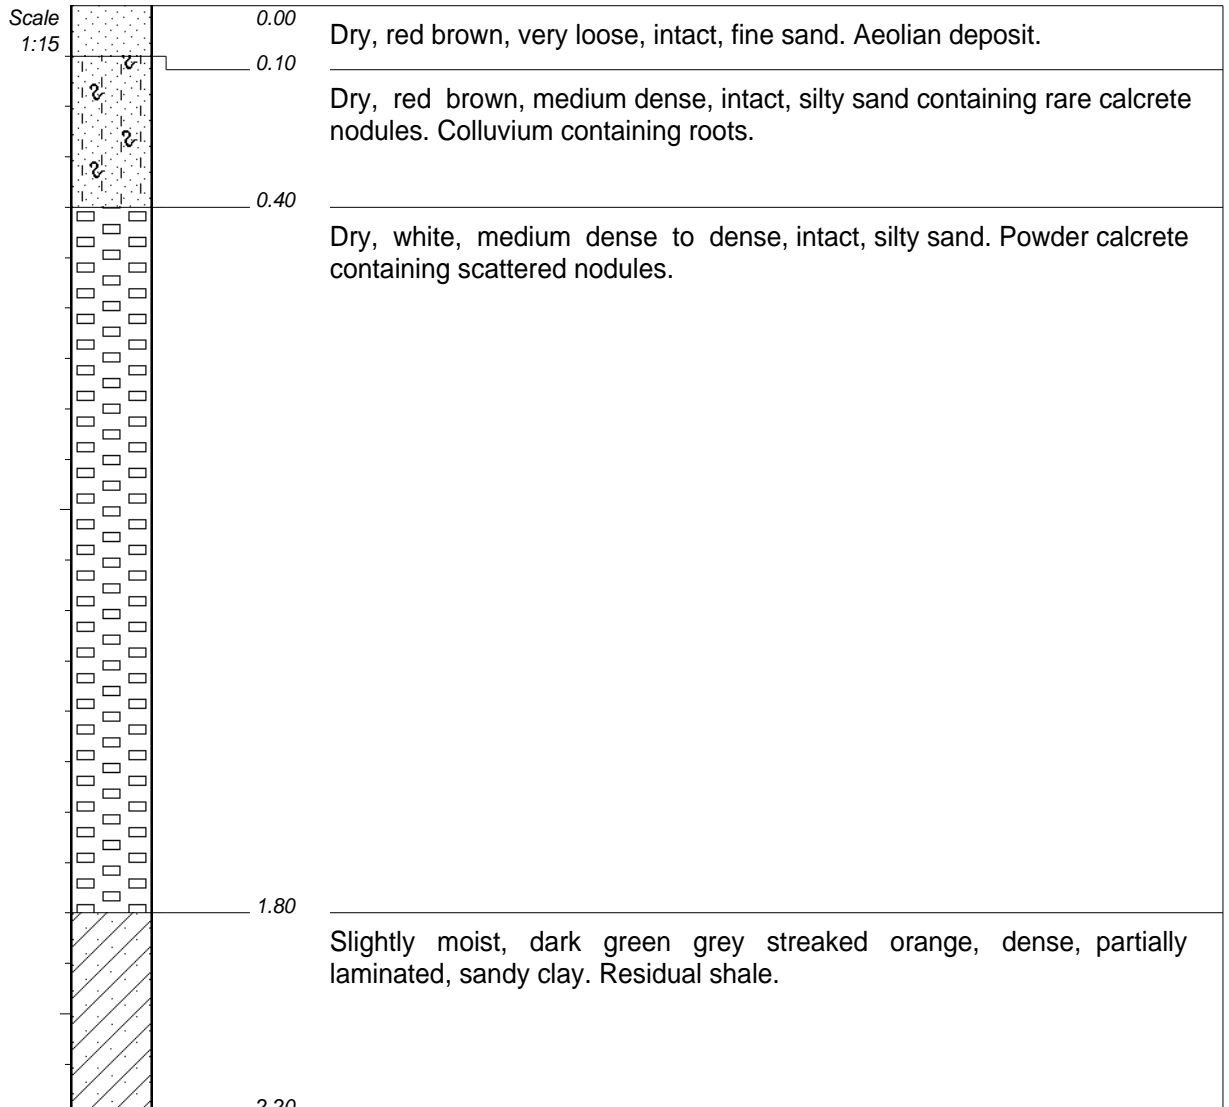 Scale
1:15
0.00
Dry, red brown, very loose, intact, fine sand. Aeolian deposit.
0.10
Dry, red brown, medium dense, intact, silty sand containing rare calcrete
nodules. Colluvium containing roots.
0.40
Dry, white, medium dense to dense, intact, silty sand. Powder calcrete
containing scattered nodules.
1.80
Slightly moist, dark green grey streaked orange, dense, partially
laminated, sandy clay. Residual shale.